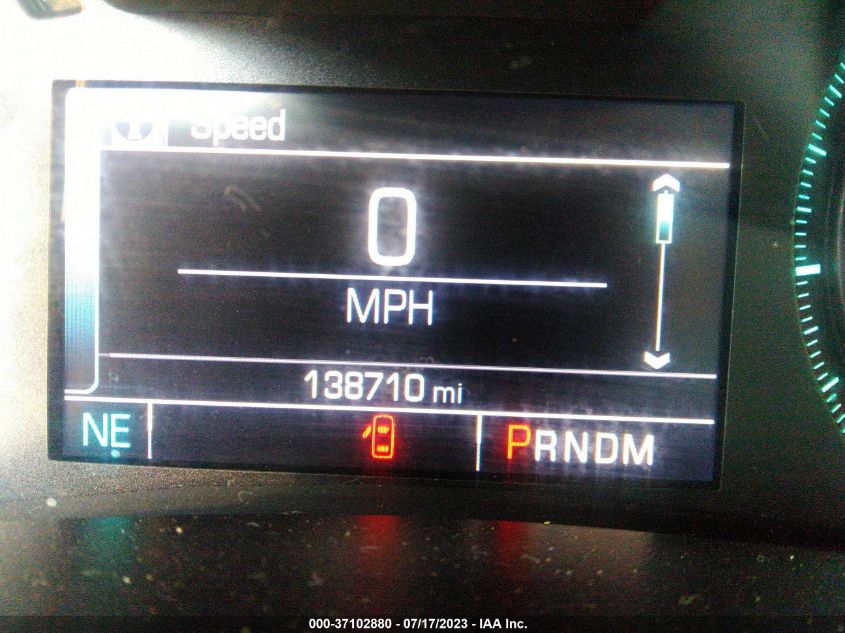 Speed
0
MPH
138710 mi
NE
PRNDM
000-37102880 - 07/17/2023 - IAA Inc.